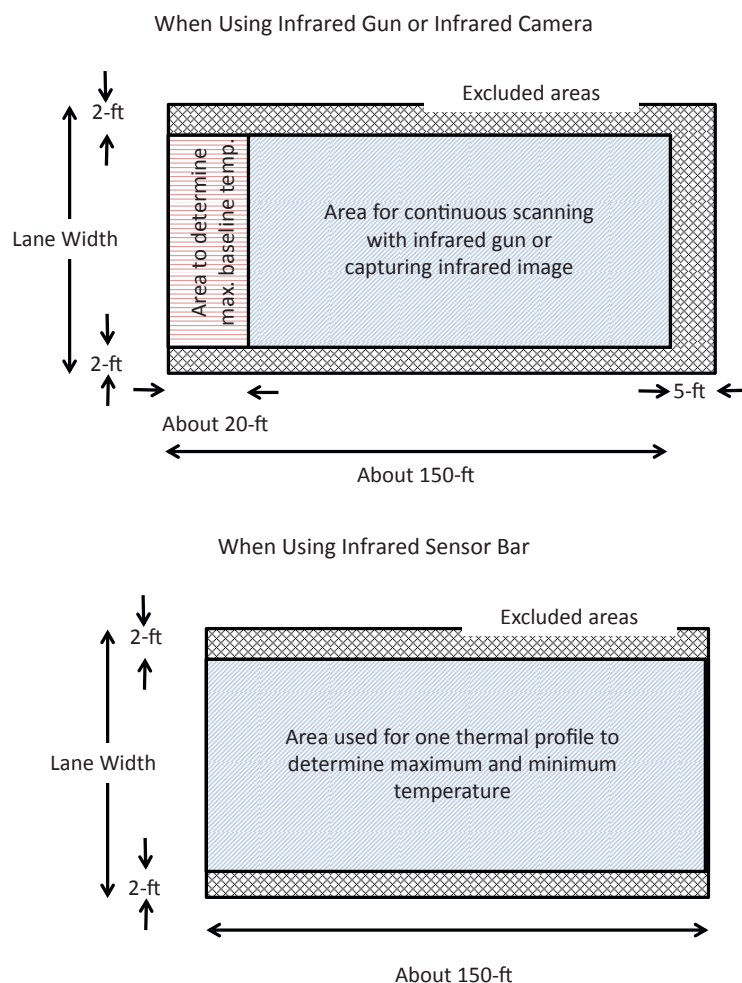 When Using Infrared Gun or Infrared Camera
Excluded areas
2-ft
Lane Width
Area to determine
max. baseline temp.
Area for continuous scanning
with infrared gun or
capturing infrared image
2-ft
5-ft
About 20-ft
About 150-ft
When Using Infrared Sensor Bar
Excluded areas
2-ft
Lane Width
Area used for one thermal profile to
determine maximum and minimum
temperature
2-ft
About 150-ft